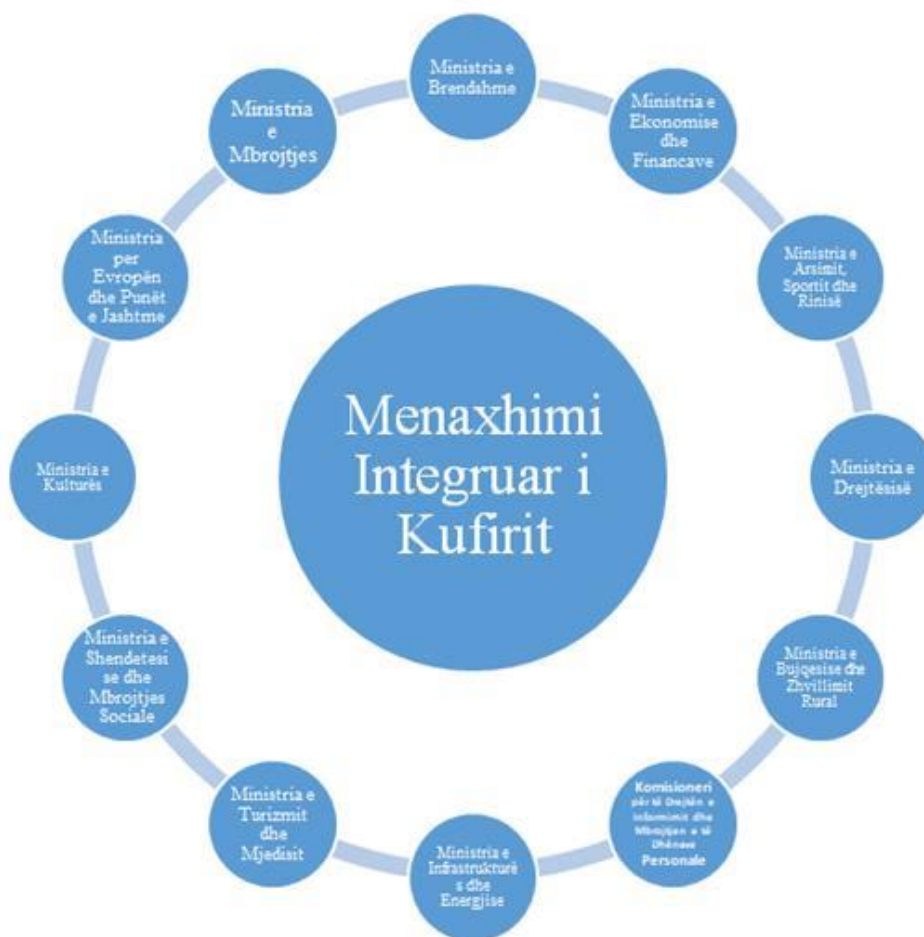 Ministria e
Brendshme
Ministria e
Ekonomise
dhe
Financave
Ministria e
Arsimit,
Sportit dhe
Rinisë
Ministria e
Drejtësisë
Ministria e
Bujqesise dhe
Zhvillimit
Rural
Komisioneri
për të Drejtën e
informimit dhe
Mbrojtjen e të
Dhënave
Personale
Ministria e
Infrastrukturë
s dhe
Energjise
Ministria e
Turizmit
dhe
Mjedisit
Ministria e
Shendetesi
se dhe
Mbrojtjes
Sociale
Ministria e
Kulturës
Ministria
per
Evropën
dhe Punët
e Jashtme
Ministria
e
Mbrojtjes
Menaxhimi
Integruar i
Kufirit